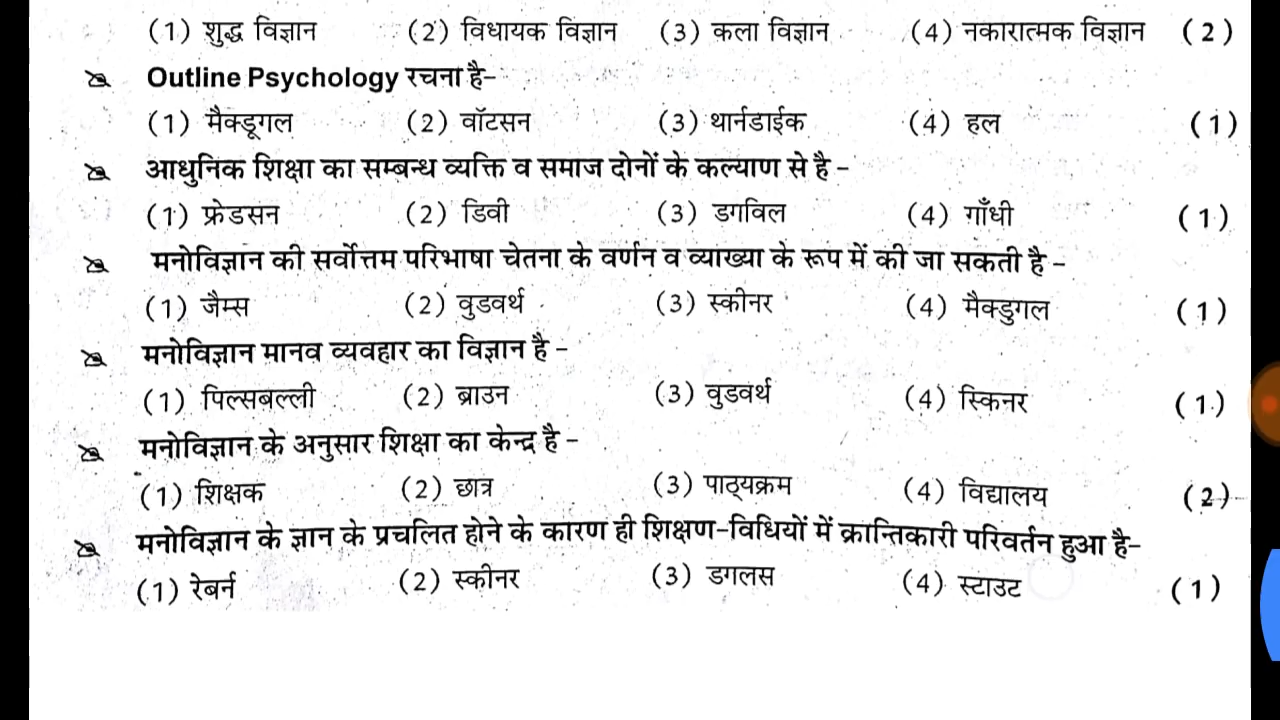 (1) शुद्ध विज्ञान (2) विधायक विज्ञान (3) कला विज्ञान (4) नकारात्मक विज्ञान (2)
Outline Psychology रचना है-
(1) मैक्डूगल (2) वॉटसन (3) थार्नडाईक (4) हल (1)
आधुनिक शिक्षा का सम्बन्ध व्यक्ति व समाज दोनों के कल्याण से है -
(1) फ्रेडसन (2) डिवी (3) डगविल (4) गाँधी (1)
मनोविज्ञान की सर्वोत्तम परिभाषा चेतना के वर्णन व व्याख्या के रूप में की जा सकती है -
(1) जैम्स (2) वुडवर्थ (3) स्कीनर (4) मैक्डुगल (1)
मनोविज्ञान मानव व्यवहार का विज्ञान है -
(1) पिल्सबल्ली (2) ब्राउन (3) वुडवर्थ (4) स्किनर (1)
मनोविज्ञान के अनुसार शिक्षा का केन्द्र है -
(1) शिक्षक (2) छात्र (3) पाठ्यक्रम (4) विद्यालय (2)
मनोविज्ञान के ज्ञान के प्रचलित होने के कारण ही शिक्षण-विधियों में क्रान्तिकारी परिवर्तन हुआ है-
(1) रेबर्न (2) स्कीनर (3) डगलस (4) स्टाउट (1)